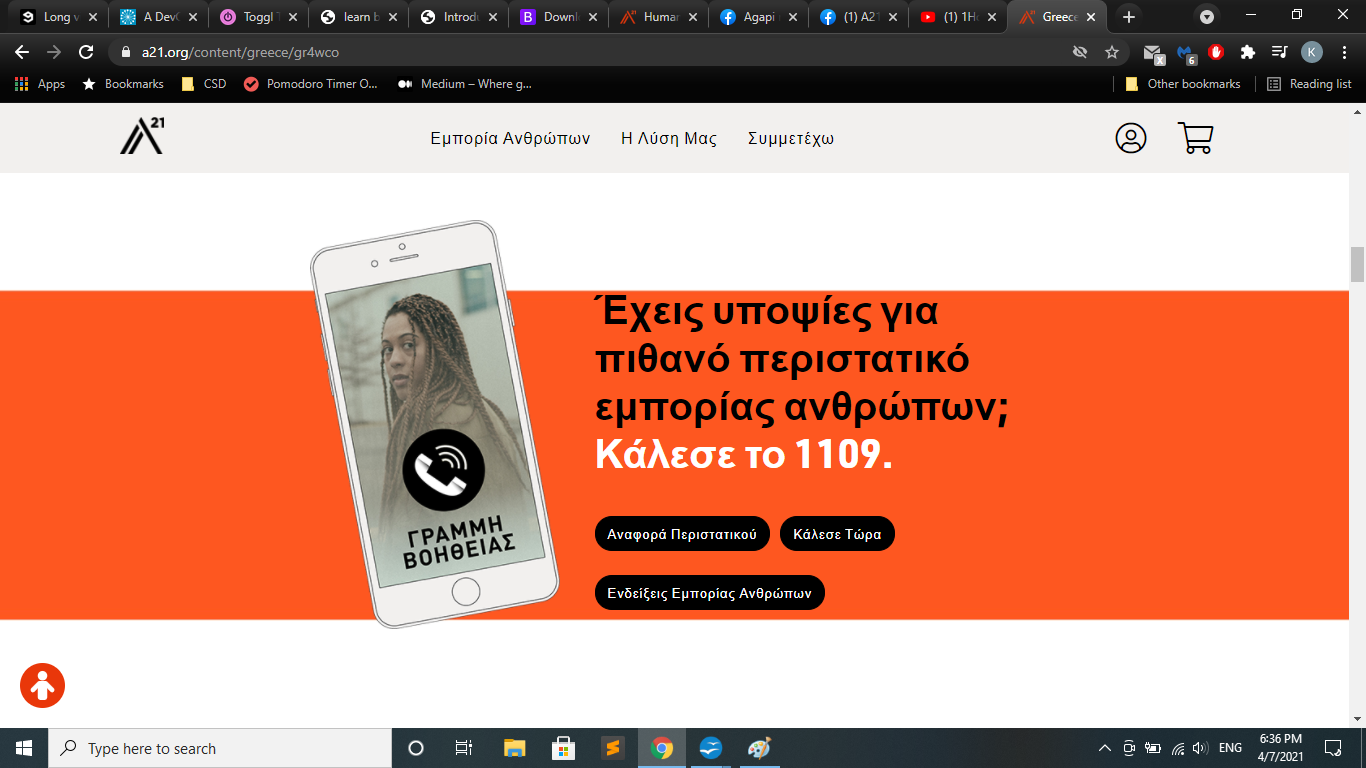 Long v
A Dev
Toggl T
learn b
Introdu
Downl
Human
Agapi
(1) A21
(1) 1H
Greece
a21.org/content/greece/gr4wco
K
X
6
Apps
Bookmarks
CSD
Pomodoro Timer O...
Medium – Where g...
Other bookmarks
Reading list
21
Εμπορία Ανθρώπων
Η Λύση Μας
Συμμετέχω
Έχεις υποψίες για
πιθανό περιστατικό
εμπορίας ανθρώπων;
Κάλεσε το 1109.
ΓΡΑΜΜΗ
ΒΟΗΘΕΙΑΣ
Αναφορά Περιστατικού
Κάλεσε Τώρα
Ενδείξεις Εμπορίας Ανθρώπων
Type here to search
ENG
6:36 PM
4/7/2021